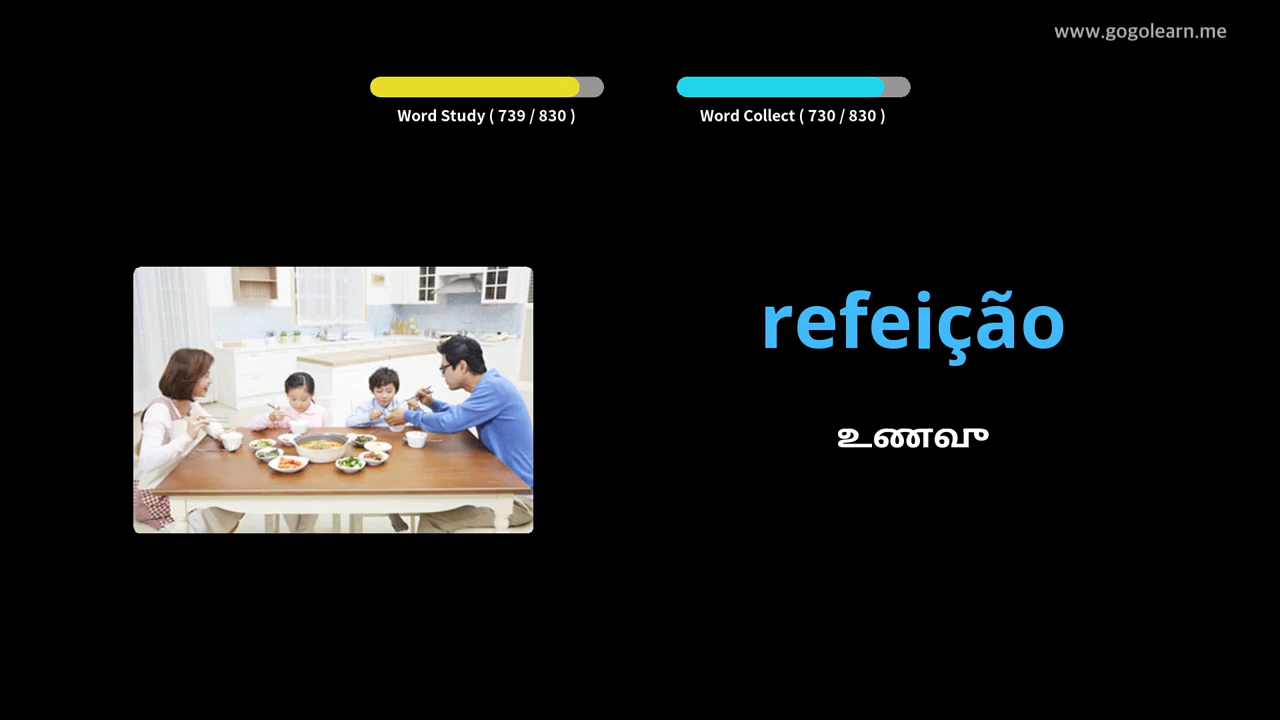 www.gogolearn.me
Word Study ( 739 / 830 )
Word Collect ( 730 / 830 )
refeição
உணவு